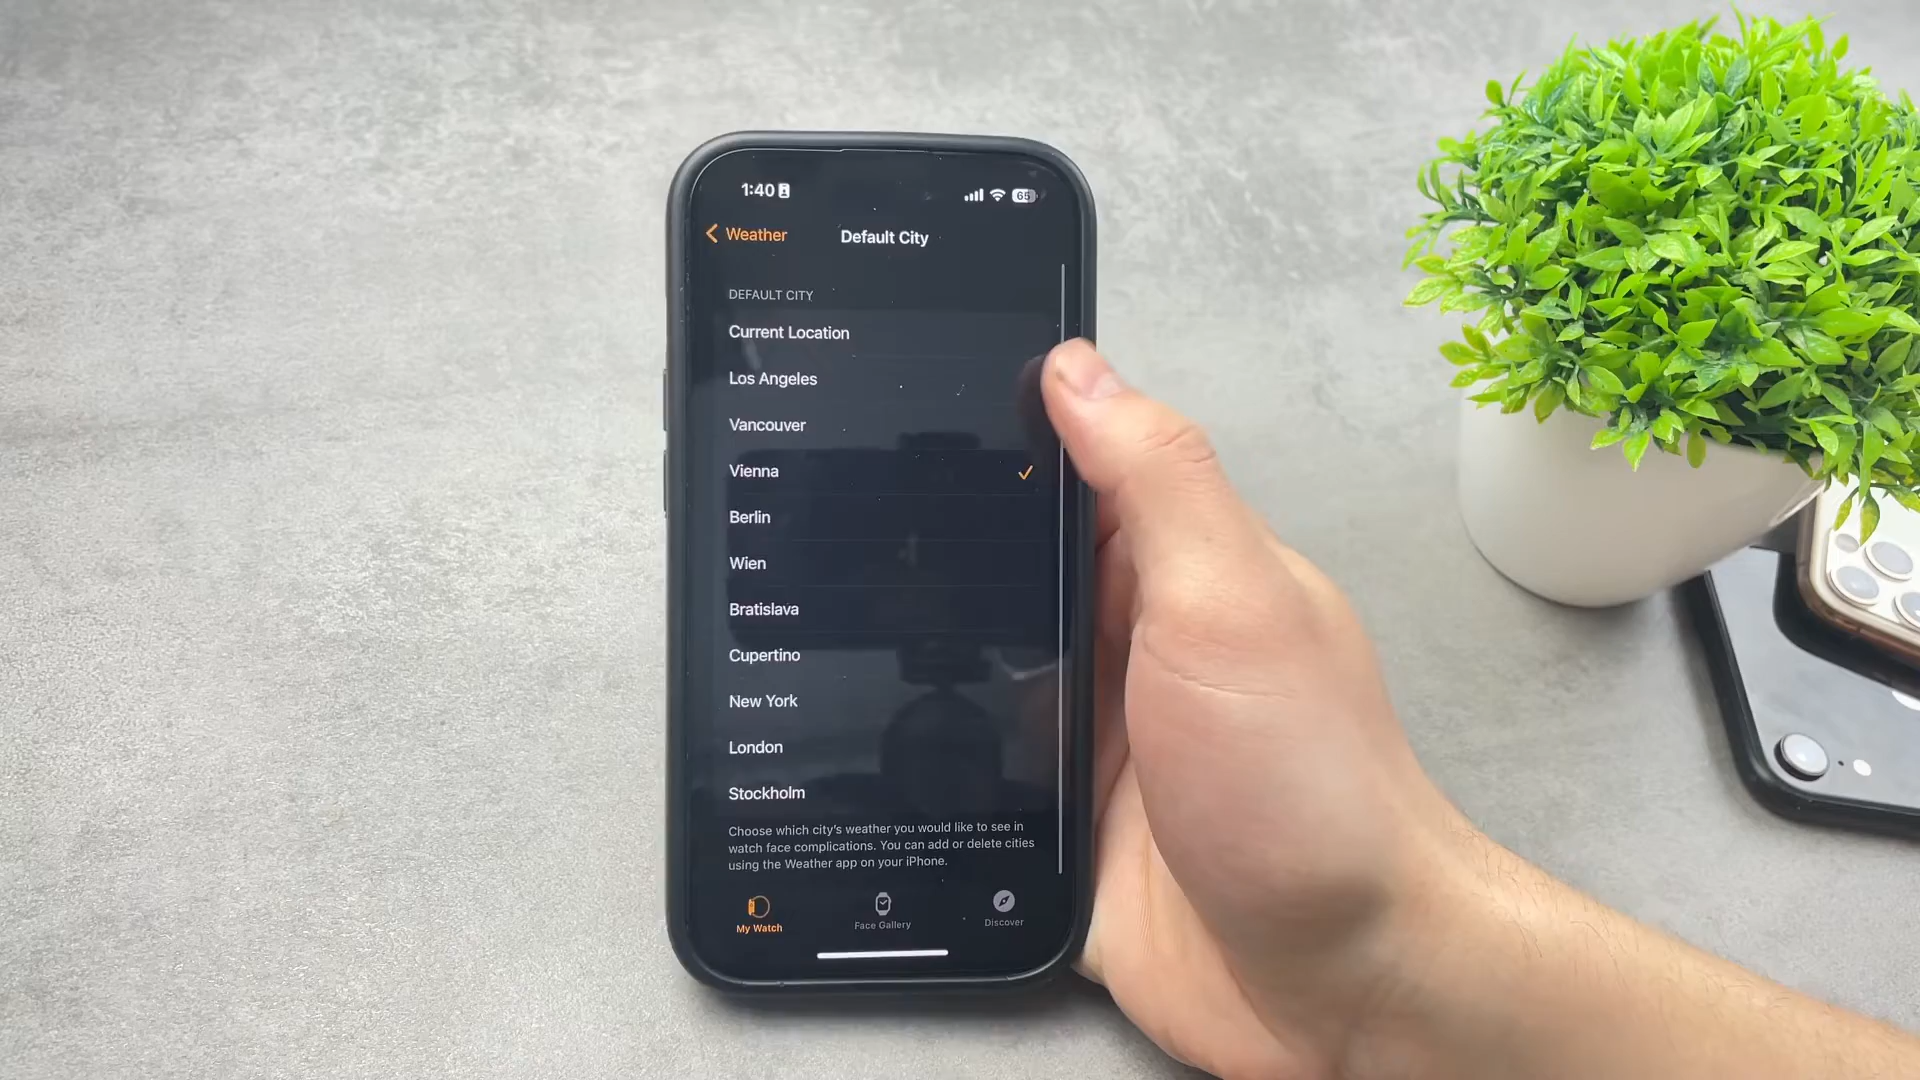 1:40
65
Weather
Default City
DEFAULT CITY
Current Location
Los Angeles
Vancouver
Vienna
Berlin
Wien
Bratislava
Cupertino
New York
London
Stockholm
Choose which city's weather you would like to see in
watch face complications. You can add or delete cities
using the Weather app on your iPhone.
My Watch
Face Gallery
Discover